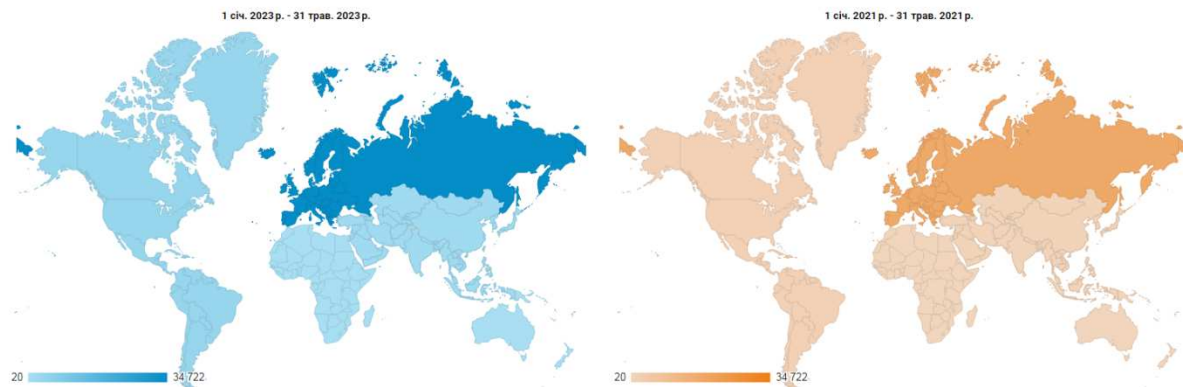 1 січ. 2023 р. - 31 трав. 2023 р.
1 січ. 2021 р. - 31 трав. 2021 р.
20 34 722
20 34 722